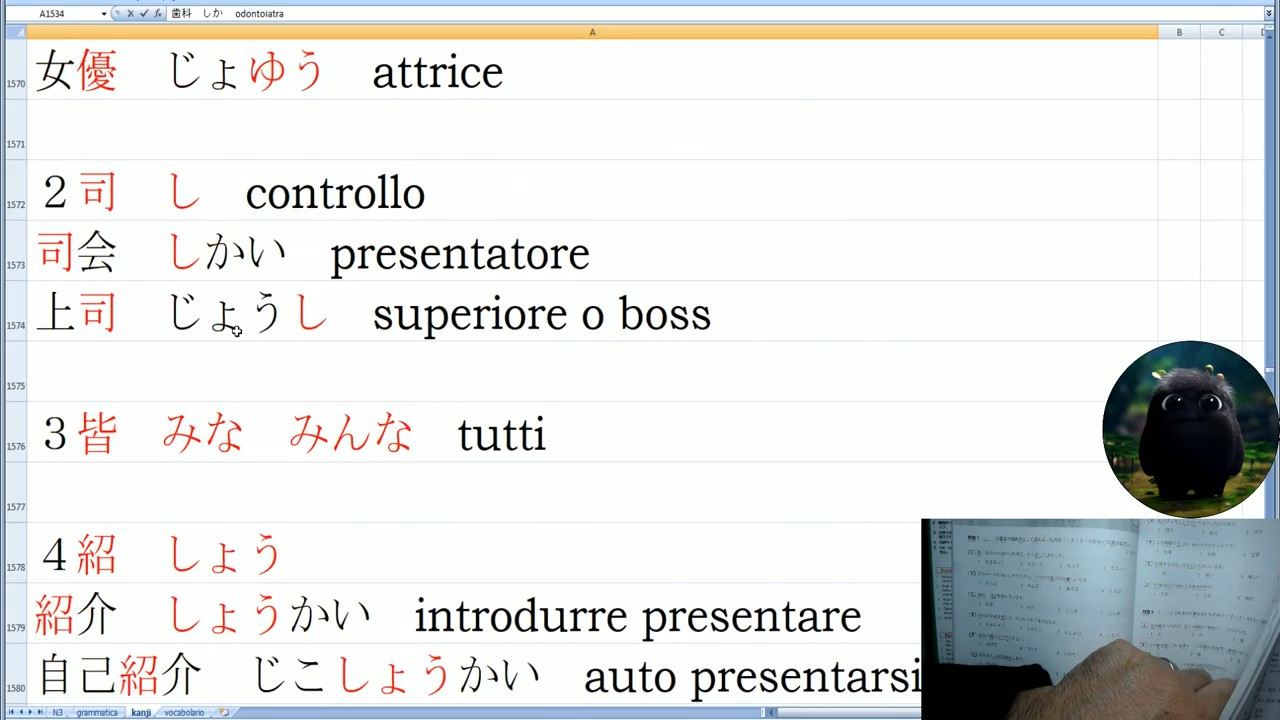 A1534 fx 歯科 しか odontoiatra
A B C
1570 女優 じょゆう attrice
1571
1572 2司 し controllo
1573 司会 しかい presentatore
1574 上司 じょうし superiore o boss
1575
1576 3皆 みな みんな tutti
1577
1578 4紹 しょう
1579 紹介 しょうかい introdurre presentare
1580 自己紹介 じこしょうかい auto presentarsi
N3 grammatica kanji vocabolario